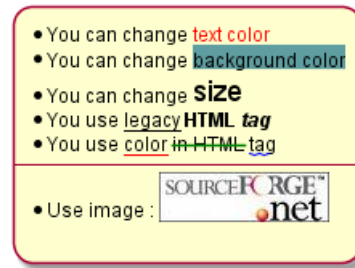 You can change text color
You can change background color
You can change size
You use legacy HTML tag
You use color in HTML tag
Use image : SOURCEFORGE™
.net